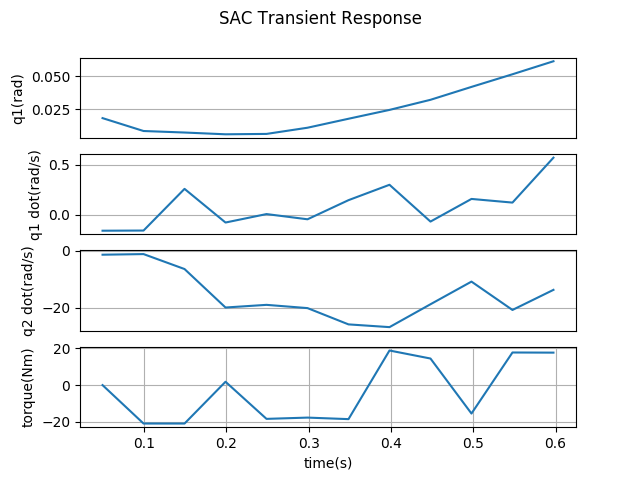 SAC Transient Response
q1(rad)
0.050
0.025
q1 dot(rad/s)
0.5
0.0
q2 dot(rad/s)
0
−20
torque(Nm)
20
0
−20
0.1 0.2 0.3 0.4 0.5 0.6
time(s)